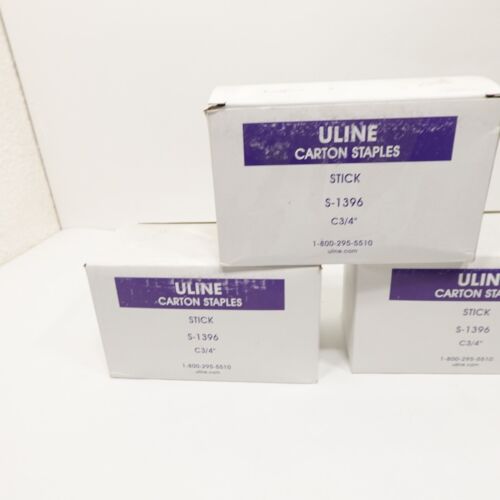 ULINE
CARTON STAPLES
STICK
S-1396
C3/4"
1-800-295-5510
uline.com
ULINE
CARTON STAPLES
STICK
S-1396
C3/4"
1-800-295-5510
uline.com
ULIN
CARTON STAPLE
STICK
S-1396
C3/4"
1-800-295-5510
uline.com